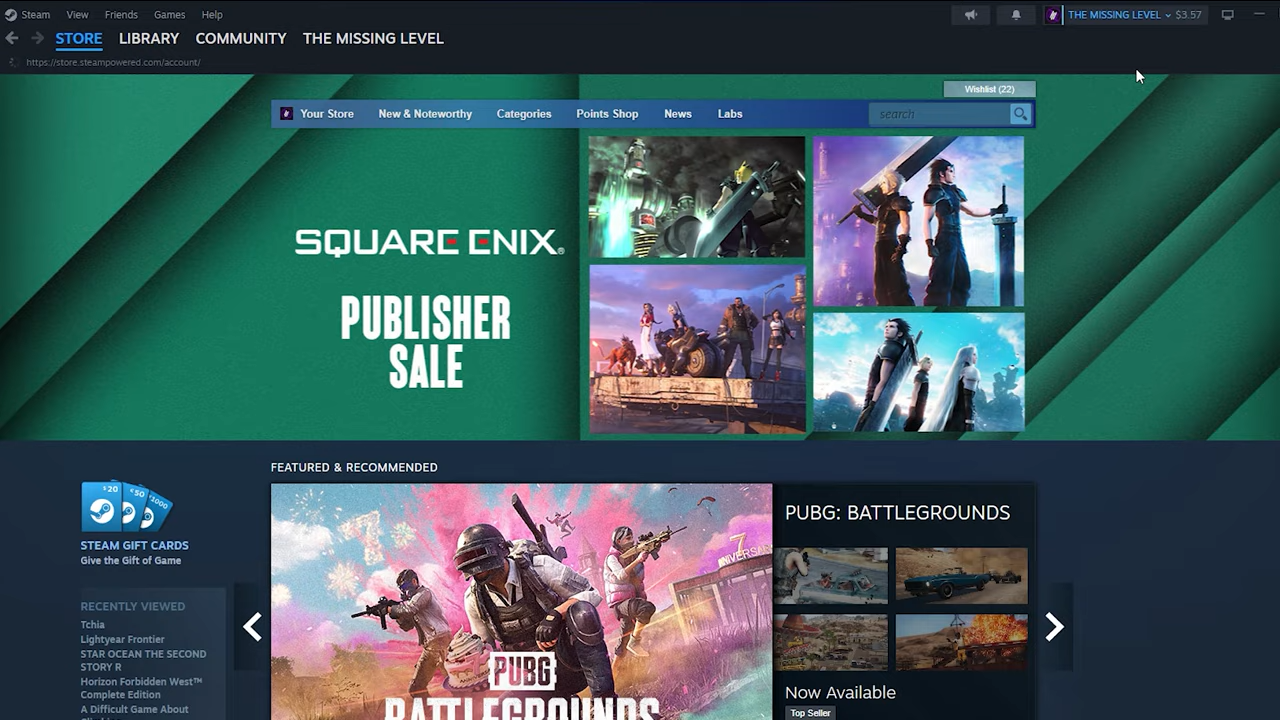 Steam View Friends Games Help THE MISSING LEVEL $3.57
STORE LIBRARY COMMUNITY THE MISSING LEVEL
https://store.steampowered.com/account/
Wishlist (22)
Your Store New & Noteworthy Categories Points Shop News Labs search
SQUARE ENIX®
PUBLISHER
SALE
FEATURED & RECOMMENDED
$20 $50 $1000
STEAM GIFT CARDS
Give the Gift of Game
RECENTLY VIEWED
Tchia
Lightyear Frontier
STAR OCEAN THE SECOND
STORY R
Horizon Forbidden West™
Complete Edition
A Difficult Game About
PUBG
BATTLEGROUNDS
PUBG: BATTLEGROUNDS
Now Available
Top Seller